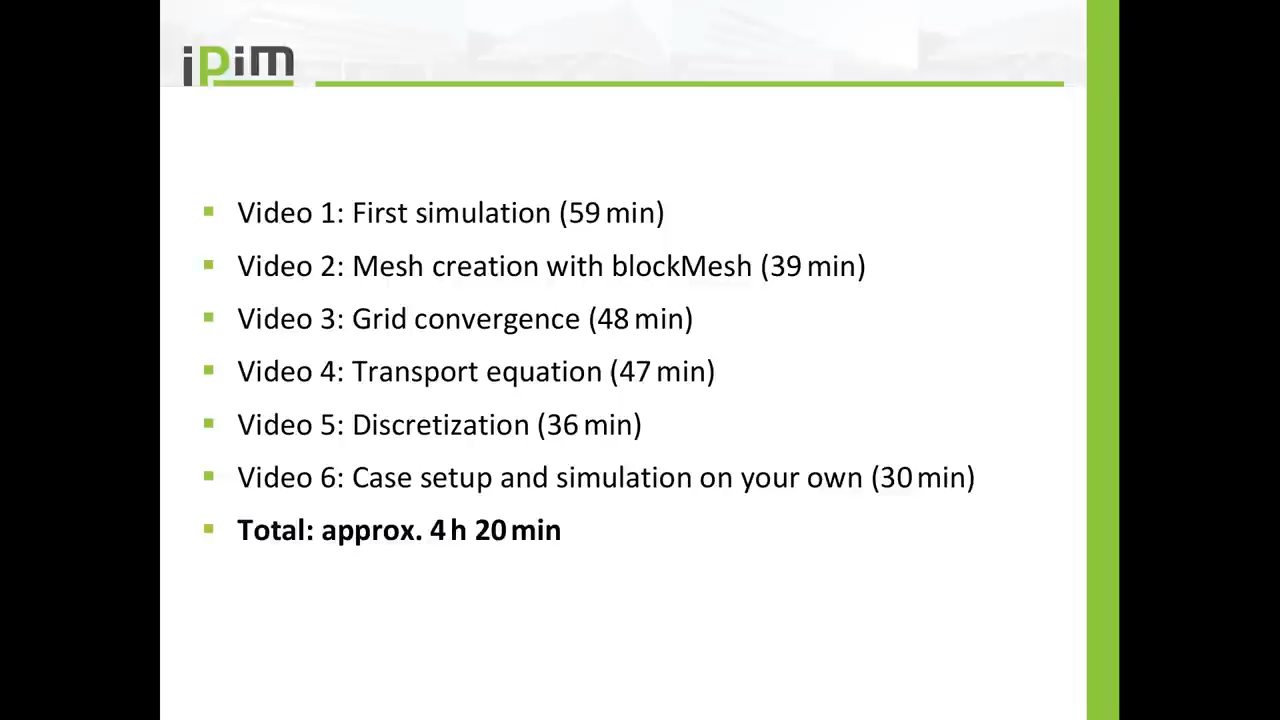 iPim
Video 1: First simulation (59 min)
Video 2: Mesh creation with blockMesh (39 min)
Video 3: Grid convergence (48 min)
Video 4: Transport equation (47 min)
Video 5: Discretization (36 min)
Video 6: Case setup and simulation on your own (30 min)
Total: approx. 4 h 20 min